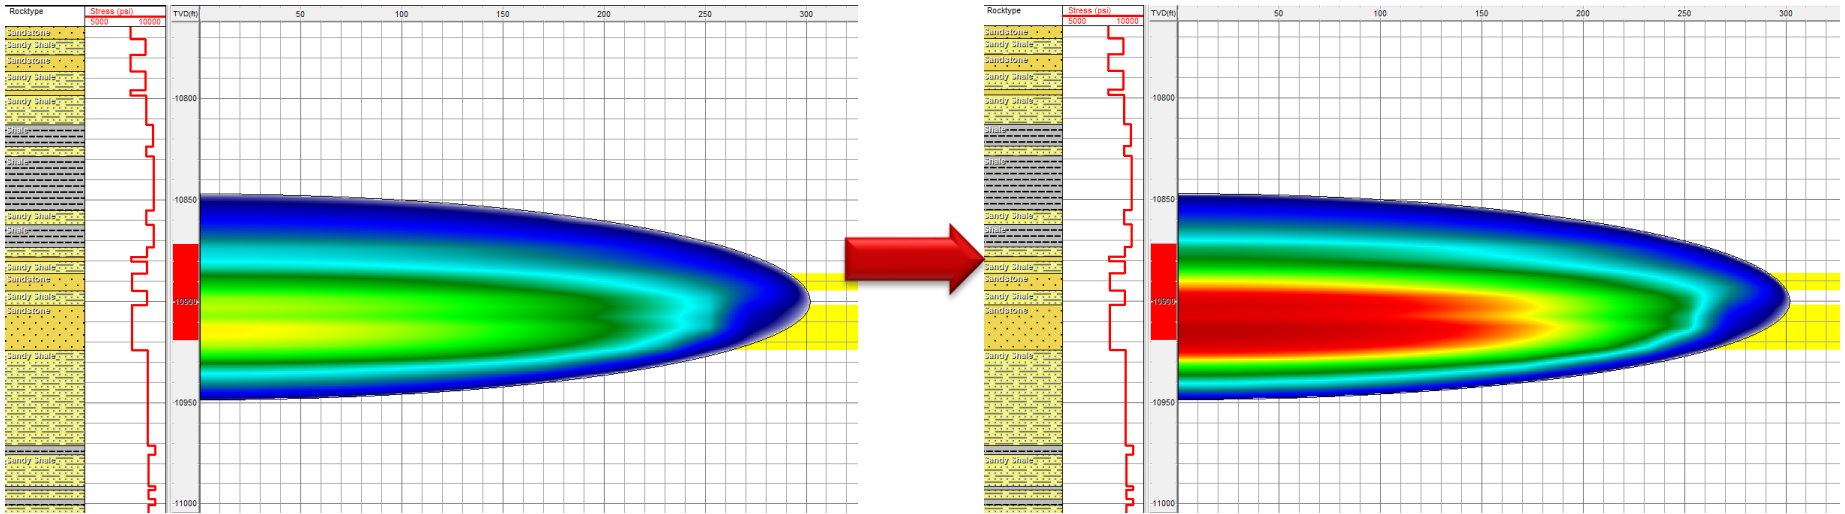 Rocktype Stress (psi) TVD(ft) 50 100 150 200 250 300
5000 10000
Sandstone
Sandy Shale
Sandstone
Sandy Shale
Sandy Shale
10800
Shale
Shale
10850
Sandy Shale
Shale
Sandy Shale
Sandstone
Sandy Shale
10900
Sandstone
Sandy Shale
10950
Sandy Shale
11000
Rocktype Stress (psi) TVD(ft) 50 100 150 200 250 300
5000 10000
Sandstone
Sandy Shale
Sandstone
Sandy Shale
Sandy Shale
10800
Shale
Shale
10850
Sandy Shale
Shale
Sandy Shale
Sandstone
Sandy Shale
10900
Sandstone
Sandy Shale
10950
Sandy Shale
11000